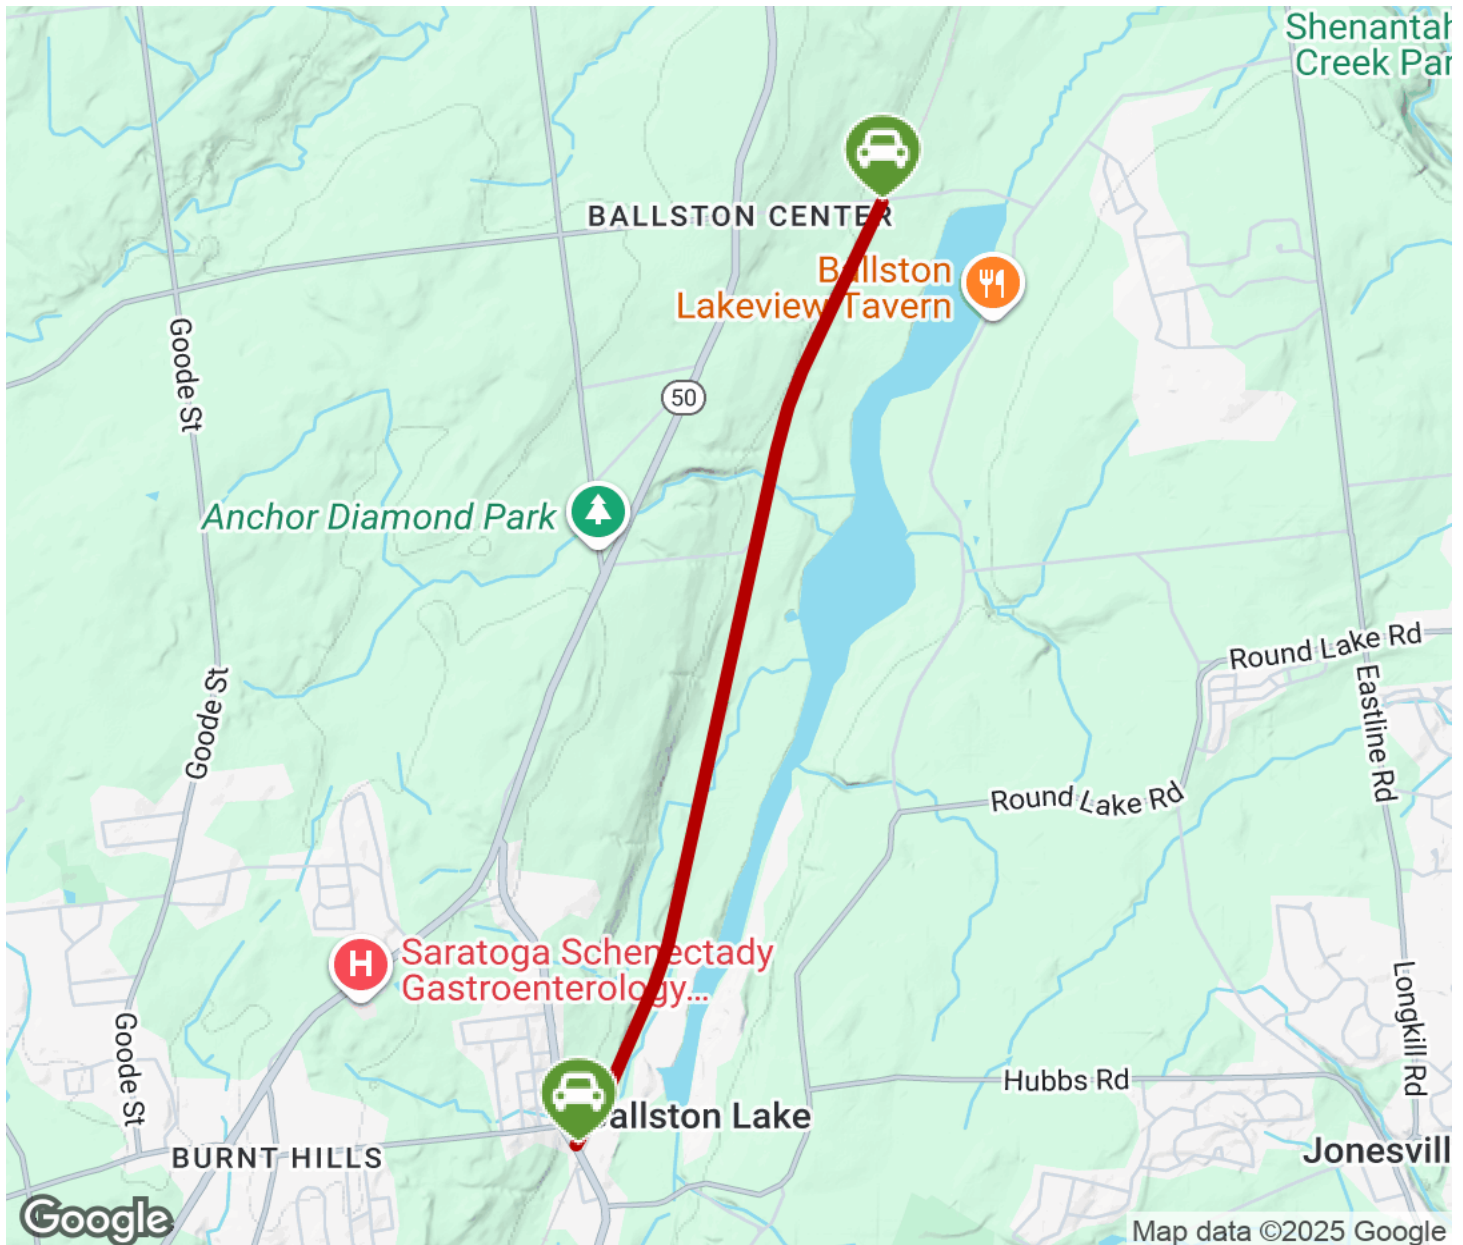 Shenantah
Creek Par
BALLSTON CENTER
Ballston
Lakeview Tavern
Goode St
50
Anchor Diamond Park
Round Lake Rd
Eastline Rd
Goode St
Round Lake Rd
Saratoga Schenectady
Gastroenterology...
H
Longkill Rd
Goode St
Hubbs Rd
allston Lake
BURNT HILLS
Jonesvill
Google
Map data ©2025 Google